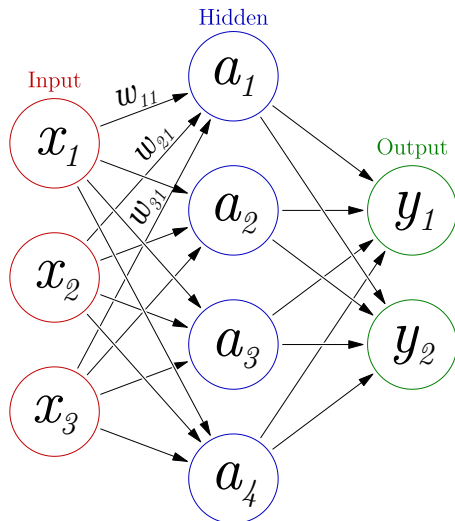 Hidden
Input
Output
w₁₁
w₂₁
w₃₁
x₁
x₂
x₃
a₁
a₂
a₃
a₄
y₁
y₂